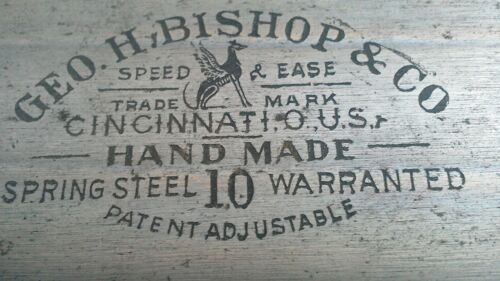 GEO. H. BISHOP & CO
SPEED & EASE
TRADE MARK
CINCINNATI, O., U.S.,
HAND MADE
SPRING STEEL 10 WARRANTED
PATENT ADJUSTABLE